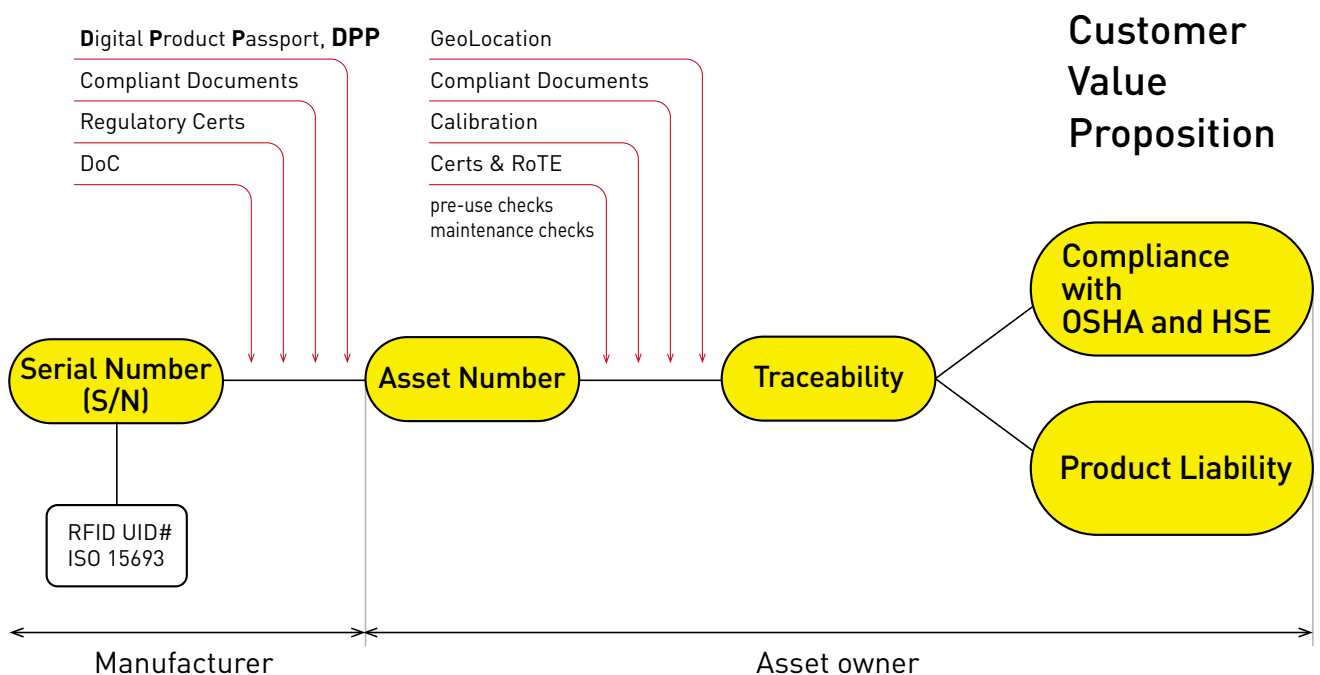 Digital Product Passport, DPP
Compliant Documents
Regulatory Certs
DoC
GeoLocation
Compliant Documents
Calibration
Certs & RoTE
pre-use checks
maintenance checks
Customer
Value
Proposition
Serial Number
(S/N)
Asset Number
Traceability
Compliance
with
OSHA and HSE
Product Liability
RFID UID#
ISO 15693
Manufacturer
Asset owner